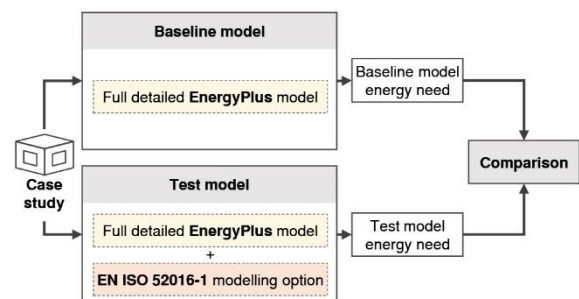 Baseline model
Full detailed EnergyPlus model
Baseline model
energy need
Case
study
Comparison
Test model
Full detailed EnergyPlus model
+
EN ISO 52016-1 modelling option
Test model
energy need